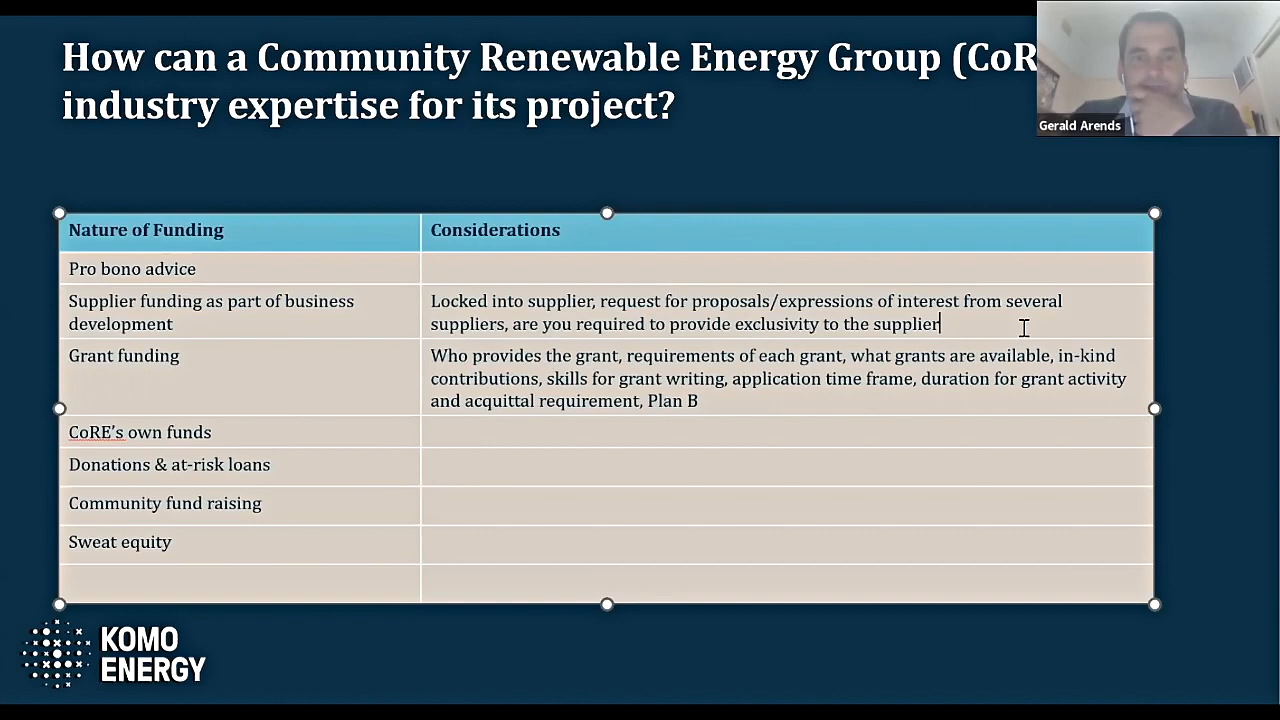 How can a Community Renewable Energy Group (CoR
industry expertise for its project?
Gerald Arends
Nature of Funding
Considerations
Pro bono advice
Supplier funding as part of business
development
Locked into supplier, request for proposals/expressions of interest from several
suppliers, are you required to provide exclusivity to the supplier
Grant funding
Who provides the grant, requirements of each grant, what grants are available, in-kind
contributions, skills for grant writing, application time frame, duration for grant activity
and acquittal requirement, Plan B
CoRE’s own funds
Donations & at-risk loans
Community fund raising
Sweat equity
KOMO
ENERGY